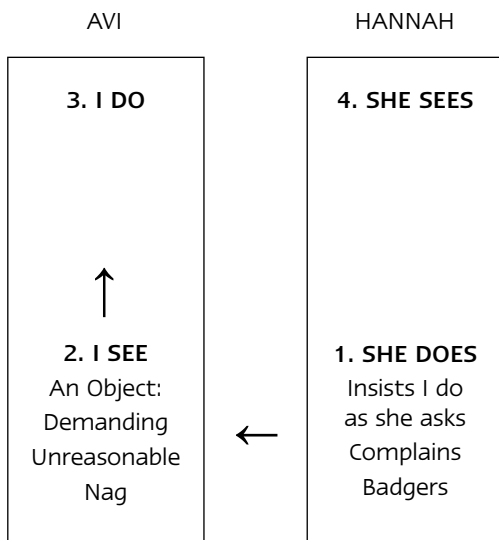 AVI
HANNAH
3. I DO
4. SHE SEES
2. I SEE
An Object:
Demanding
Unreasonable
Nag
1. SHE DOES
Insists I do
as she asks
Complains
Badgers